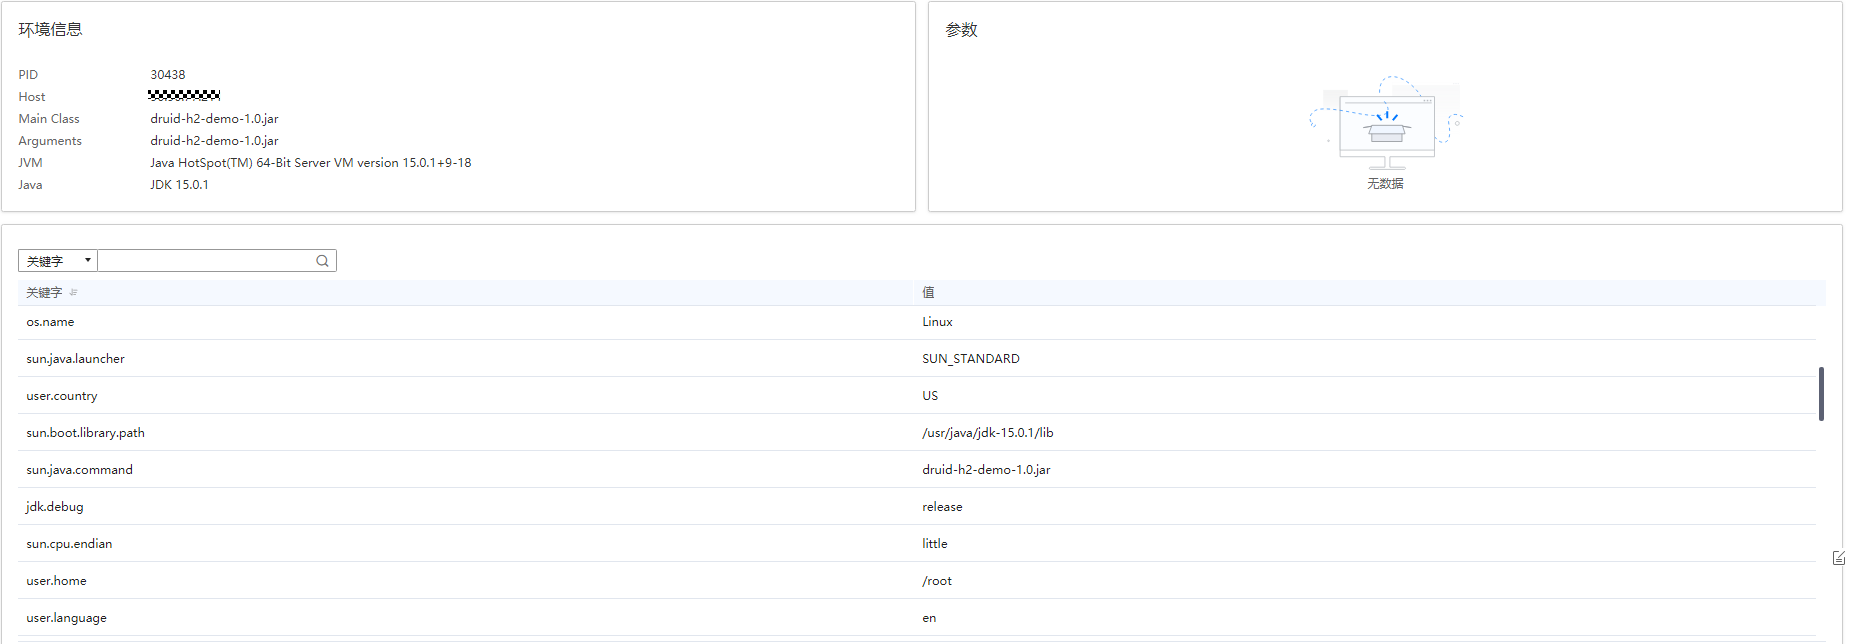 环境信息
PID 30438
Host
Main Class druid-h2-demo-1.0.jar
Arguments druid-h2-demo-1.0.jar
JVM Java HotSpot(TM) 64-Bit Server VM version 15.0.1+9-18
Java JDK 15.0.1
参数
无数据
关键字
关键字 值
os.name Linux
sun.java.launcher SUN_STANDARD
user.country US
sun.boot.library.path /usr/java/jdk-15.0.1/lib
sun.java.command druid-h2-demo-1.0.jar
jdk.debug release
sun.cpu.endian little
user.home /root
user.language en